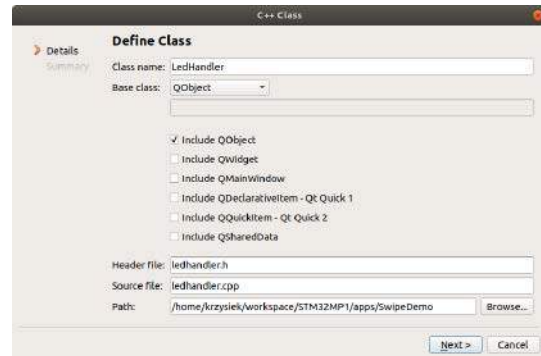 C++ Class
Details
Summary
Define Class
Class name: LedHandler
Base class: QObject
Include QObject
Include QWidget
Include QMainWindow
Include QDeclarativeItem - Qt Quick 1
Include QQuickItem - Qt Quick 2
Include QSharedData
Header file: ledhandler.h
Source file: ledhandler.cpp
Path: /home/krzysiek/workspace/STM32MP1/apps/SwipeDemo Browse...
Next > Cancel